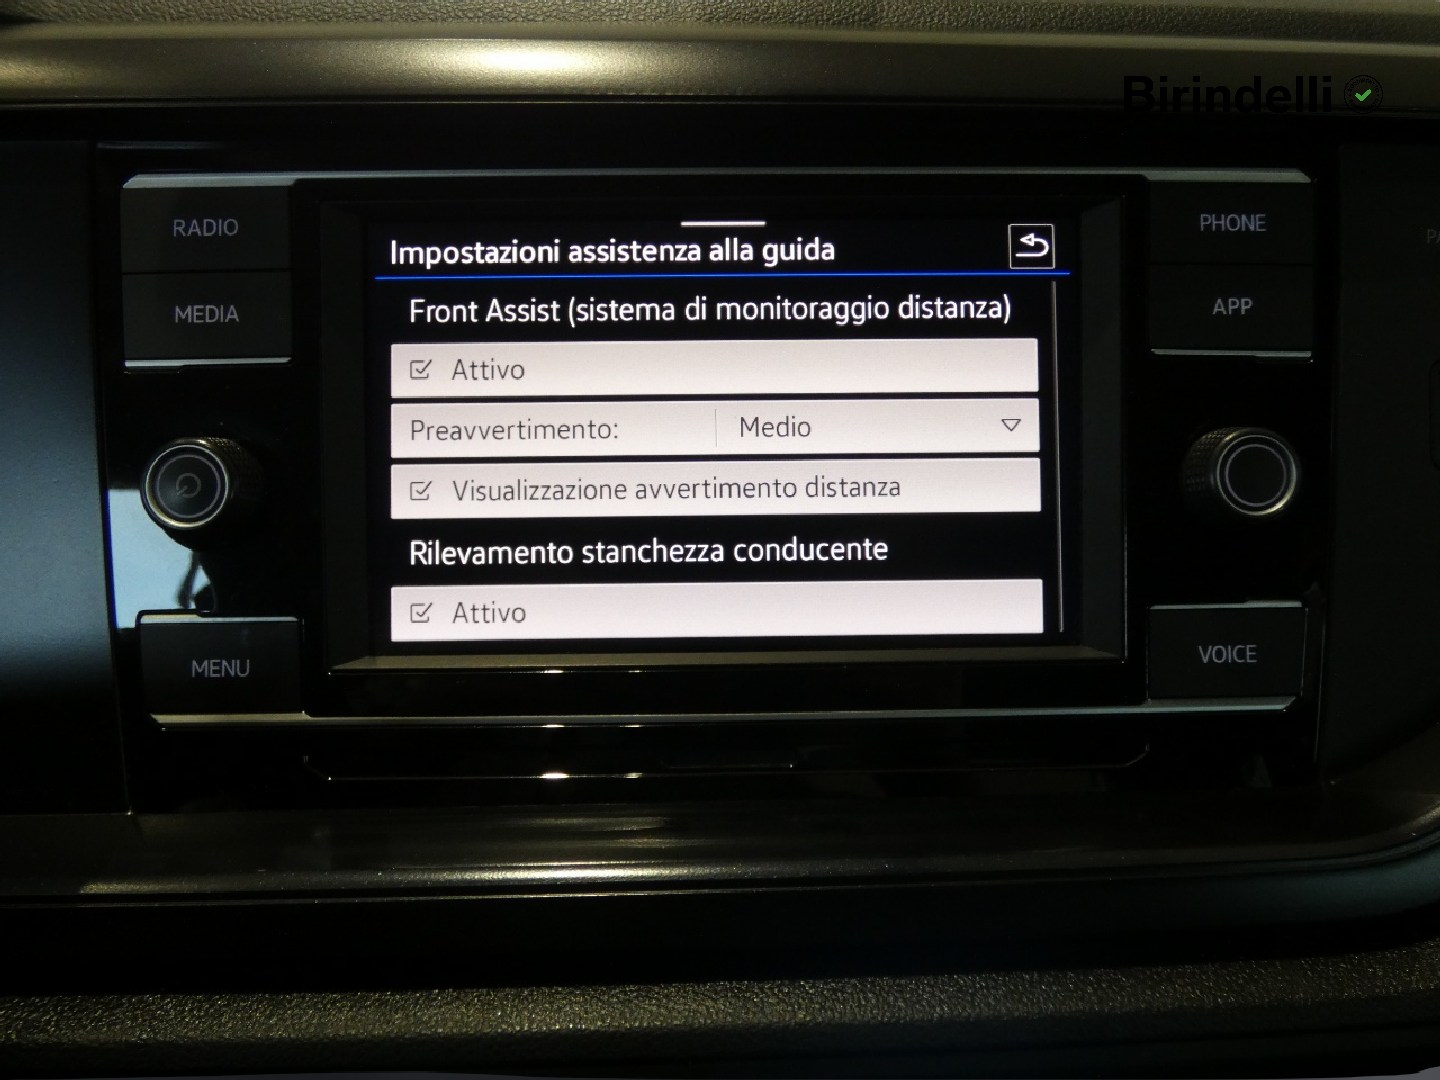 Birindelli
RADIO
MEDIA
MENU
Impostazioni assistenza alla guida
Front Assist (sistema di monitoraggio distanza)
Attivo
Preavvertimento: Medio
Visualizzazione avvertimento distanza
Rilevamento stanchezza conducente
Attivo
PHONE
APP
VOICE